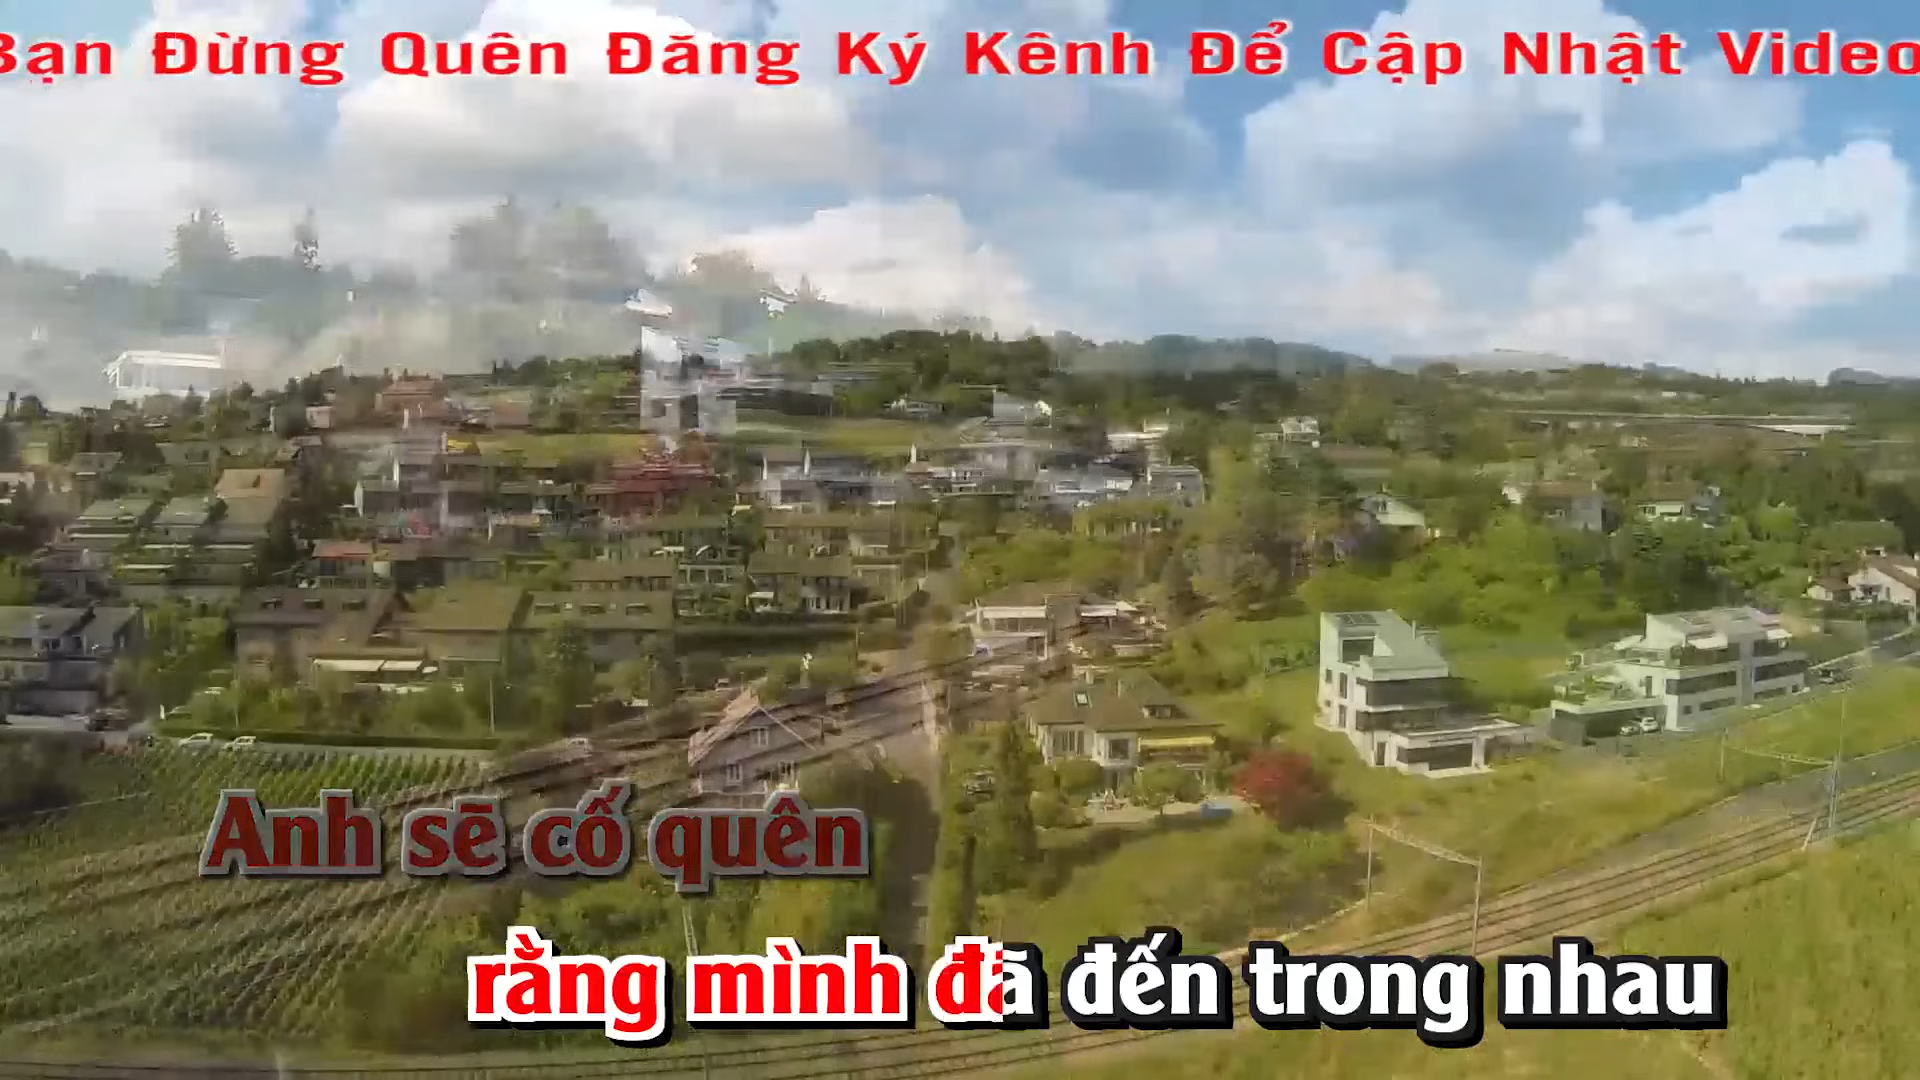 Bạn Đừng Quên Đăng Ký Kênh Để Cập Nhật Video
Anh sẽ cố quên
rằng mình đã đến trong nhau